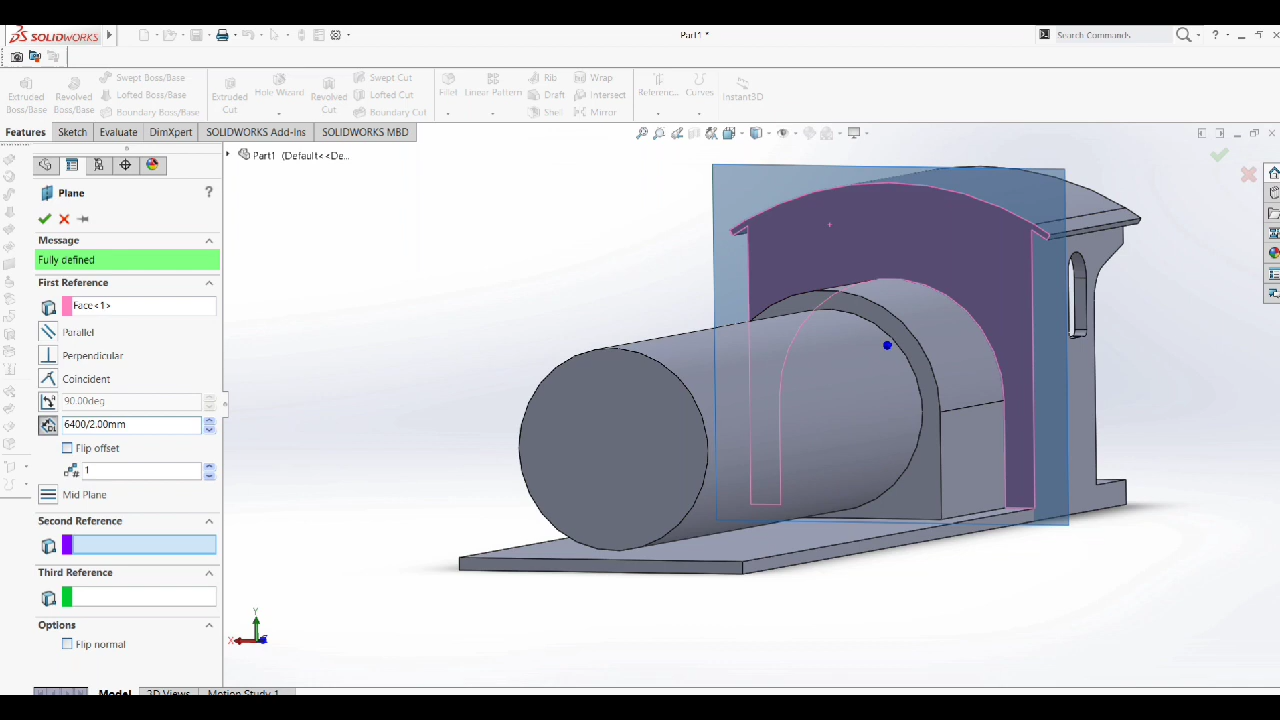 SOLIDWORKS
Part1 *
Search Commands
?
Extruded Boss/Base
Revolved Boss/Base
Swept Boss/Base
Lofted Boss/Base
Boundary Boss/Base
Extruded Cut
Hole Wizard
Revolved Cut
Swept Cut
Lofted Cut
Boundary Cut
Fillet
Linear Pattern
Rib
Draft
Shell
Wrap
Intersect
Mirror
Referenc...
Curves
Instant3D
Features
Sketch
Evaluate
DimXpert
SOLIDWORKS Add-Ins
SOLIDWORKS MBD
Part1 (Default<<De...
Plane
?
Message
Fully defined
First Reference
Face<1>
Parallel
Perpendicular
Coincident
90.00deg
6400/2.00mm
Flip offset
1
Mid Plane
Second Reference
Third Reference
Options
Flip normal
Y
X
Model
3D Views
Motion Study 1